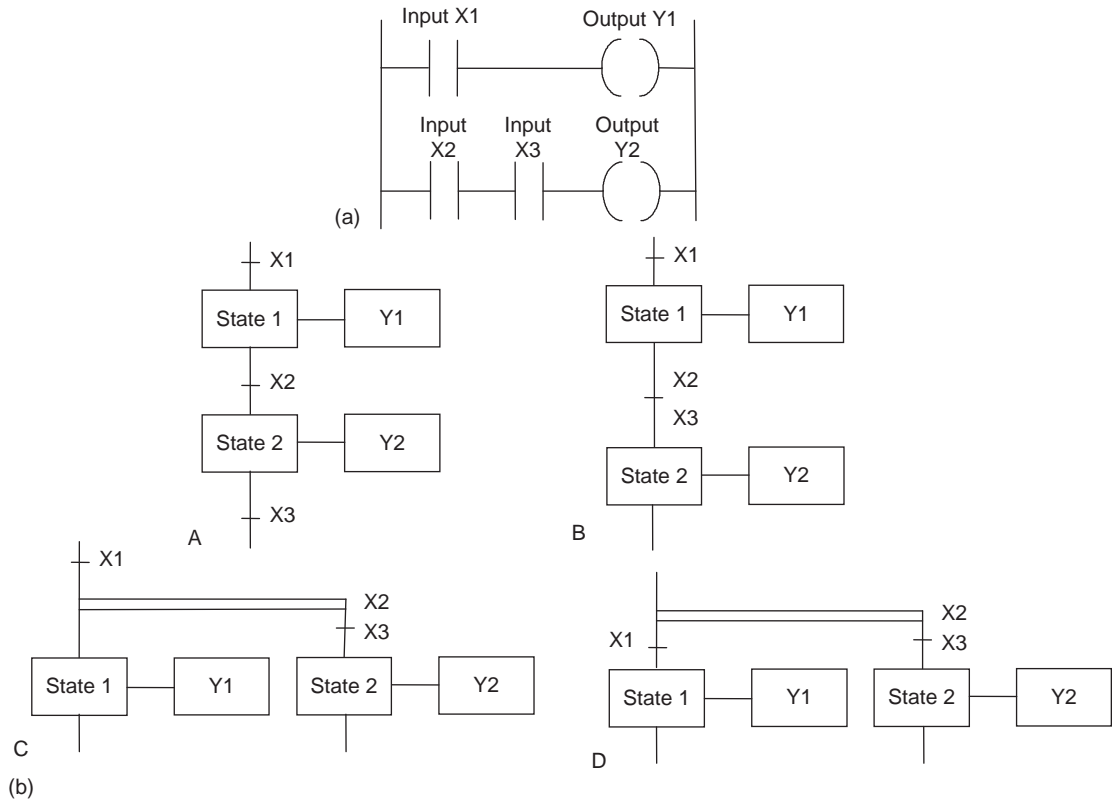 Input X1
Output Y1
Input
X2
Input
X3
Output
Y2
(a)
X1
State 1
Y1
X2
State 2
Y2
X3
A
X1
State 1
Y1
X2
X3
State 2
Y2
B
X1
X2
X3
State 1
Y1
State 2
Y2
C
X2
X1
X3
State 1
Y1
State 2
Y2
D
(b)